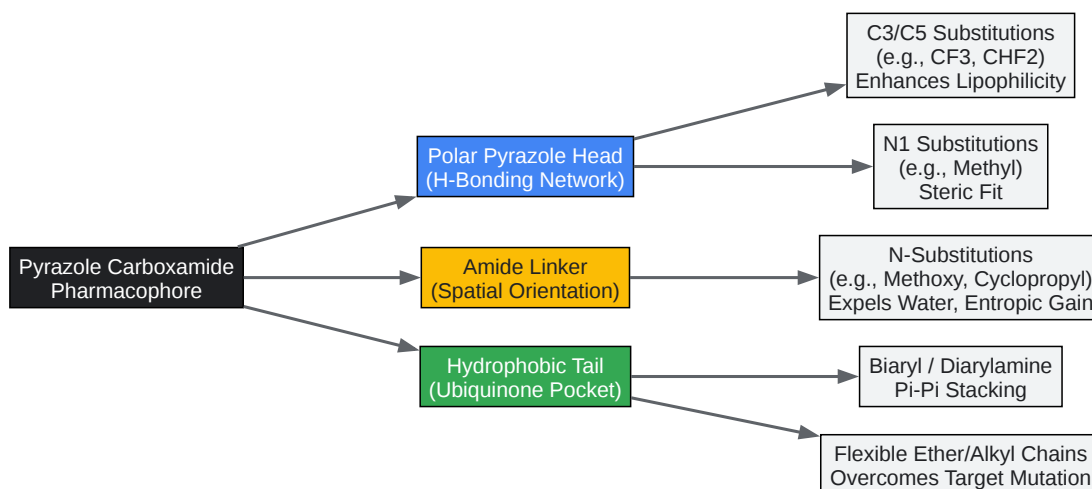 C3/C5 Substitutions
(e.g., CF3, CHF2)
Enhances Lipophilicity
Polar Pyrazole Head
(H-Bonding Network)
N1 Substitutions
(e.g., Methyl)
Steric Fit
Pyrazole Carboxamide
Pharmacophore
Amide Linker
(Spatial Orientation)
N-Substitutions
(e.g., Methoxy, Cyclopropyl)
Expels Water, Entropic Gain
Hydrophobic Tail
(Ubiquinone Pocket)
Biaryl / Diarylamine
Pi-Pi Stacking
Flexible Ether/Alkyl Chains
Overcomes Target Mutation